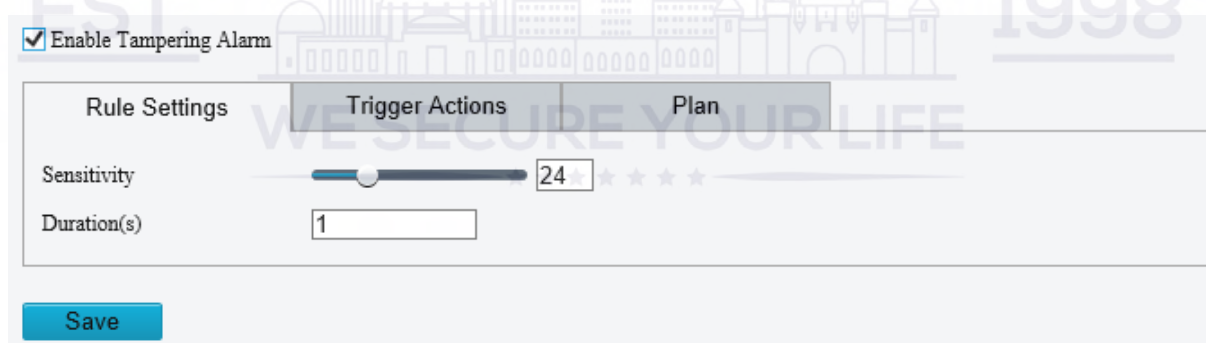 EST. 1998
Enable Tampering Alarm
Rule Settings Trigger Actions Plan
WE SECURE YOUR LIFE
Sensitivity 24
Duration(s) 1
Save